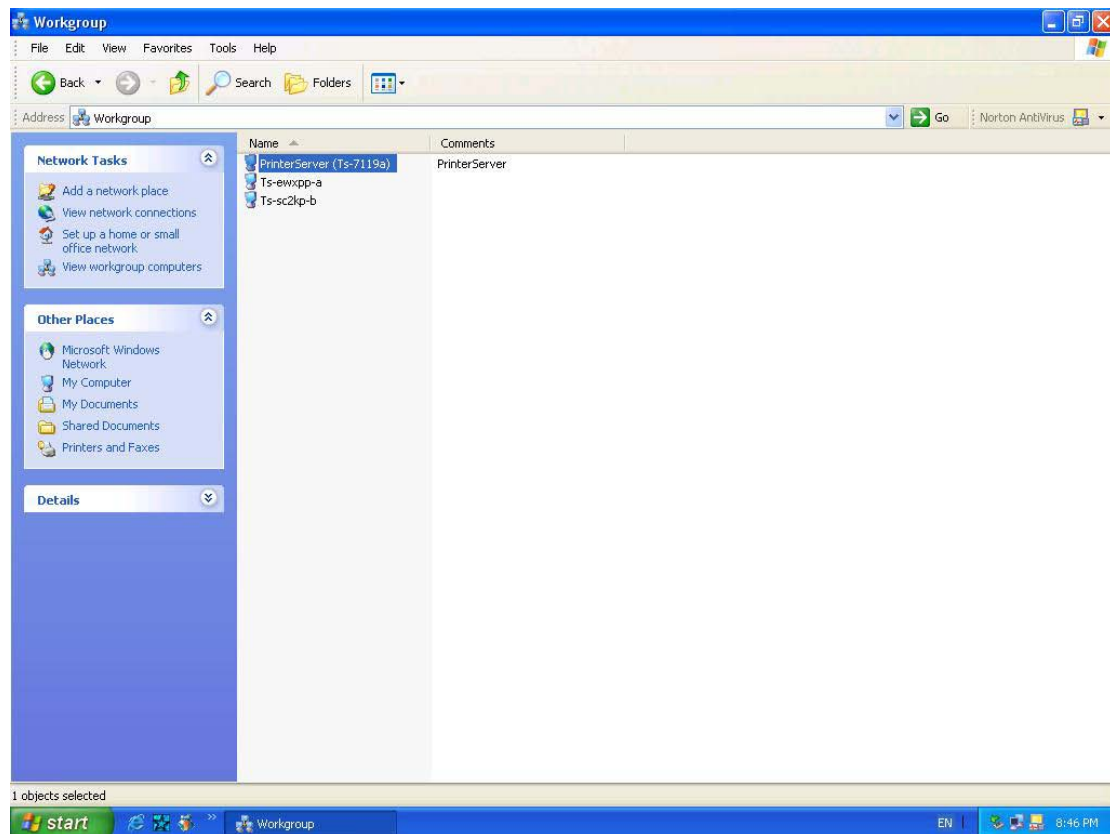 Workgroup
File Edit View Favorites Tools Help
Back Search Folders
Address Workgroup Go Norton AntiVirus
Name Comments
Network Tasks
Add a network place
View network connections
Set up a home or small
office network
View workgroup computers
Other Places
Microsoft Windows
Network
My Computer
My Documents
Shared Documents
Printers and Faxes
Details
PrinterServer (Ts-7119a) PrinterServer
Ts-ewxpp-a
Ts-sc2kp-b
1 objects selected
start Workgroup EN 8:46 PM